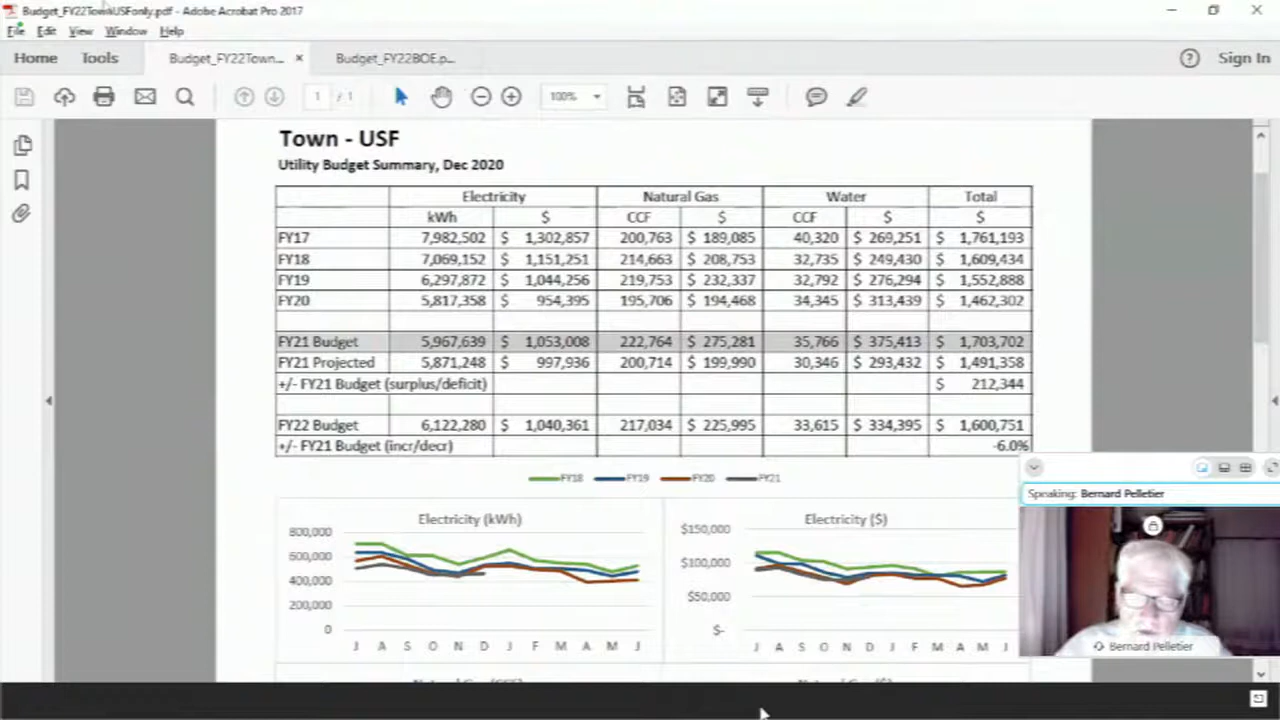 Budget_FY22TownUSFonly.pdf - Adobe Acrobat Pro 2017
File Edit View Window Help
Home Tools Budget_FY22Town... × Budget_FY22BOE.p... Sign In
1 / 1 100%
Town - USF
Utility Budget Summary, Dec 2020
Electricity Natural Gas Water Total
kWh $ CCF $ CCF $ $
FY17 7,982,502 $ 1,302,857 200,763 $ 189,085 40,320 $ 269,251 $ 1,761,193
FY18 7,069,152 $ 1,151,251 214,663 $ 208,753 32,735 $ 249,430 $ 1,609,434
FY19 6,297,872 $ 1,044,256 219,753 $ 232,337 32,792 $ 276,294 $ 1,552,888
FY20 5,817,358 $ 954,395 195,706 $ 194,468 34,345 $ 313,439 $ 1,462,302
FY21 Budget 5,967,639 $ 1,053,008 222,764 $ 275,281 35,766 $ 375,413 $ 1,703,702
FY21 Projected 5,871,248 $ 997,936 200,714 $ 199,990 30,346 $ 293,432 $ 1,491,358
+/- FY21 Budget (surplus/deficit) $ 212,344
FY22 Budget 6,122,280 $ 1,040,361 217,034 $ 225,995 33,615 $ 334,395 $ 1,600,751
+/- FY21 Budget (incr/decr) -6.0%
FY18 FY19 FY20 FY21
Speaking: Bernard Pelletier
Electricity (kWh)
800,000
600,000
400,000
200,000
0
J A S O N D J F M A M J
Electricity ($)
$150,000
$100,000
$50,000
$-
J A S O N D J F M A M J
Bernard Pelletier